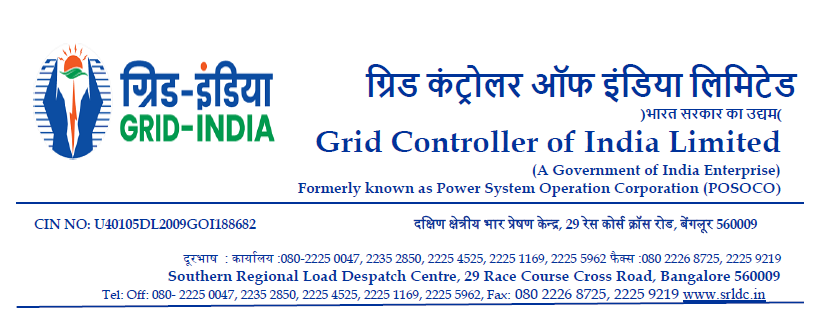 ग्रिड-इंडिया
GRID-INDIA
ग्रिड कंट्रोलर ऑफ इंडिया लिमिटेड
)भारत सरकार का उद्यम(
Grid Controller of India Limited
(A Government of India Enterprise)
Formerly known as Power System Operation Corporation (POSOCO)
CIN NO: U40105DL2009GOI188682 दक्षिण क्षेत्रीय भार प्रेषण केन्द्र, 29 रेस कोर्स क्रॉस रोड, बेंगलूर 560009
दूरभाष : कार्यालय :080-2225 0047, 2235 2850, 2225 4525, 2225 1169, 2225 5962 फैक्स :080 2226 8725, 2225 9219
Southern Regional Load Despatch Centre, 29 Race Course Cross Road, Bangalore 560009
Tel: Off: 080- 2225 0047, 2235 2850, 2225 4525, 2225 1169, 2225 5962, Fax: 080 2226 8725, 2225 9219 www.srldc.in